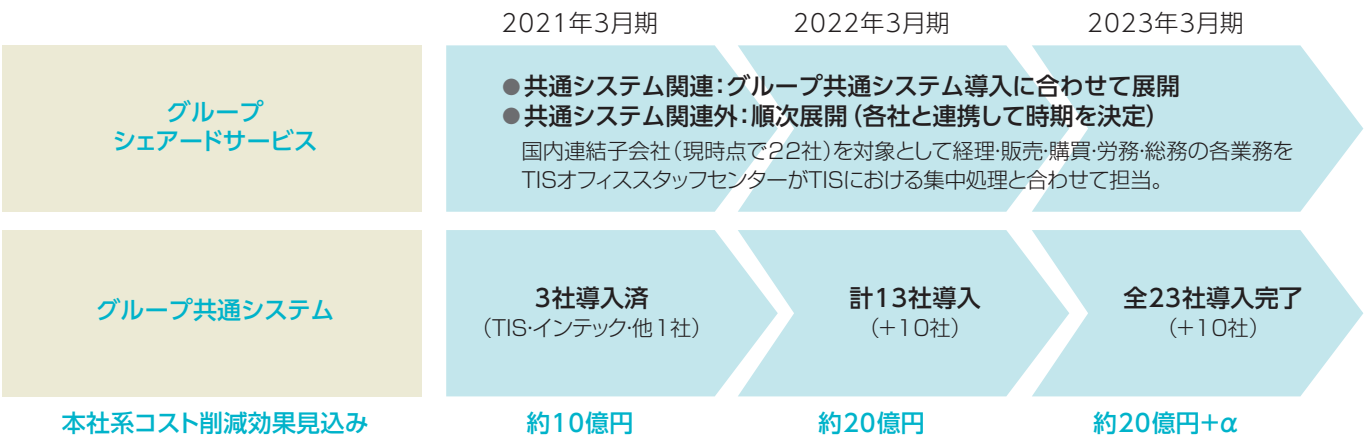 2021年3月期 2022年3月期 2023年3月期
グループ
シェアードサービス
●共通システム関連：グループ共通システム導入に合わせて展開
●共通システム関連外：順次展開（各社と連携して時期を決定）
国内連結子会社（現時点で22社）を対象として経理・販売・購買・労務・総務の各業務を
TISオフィススタッフセンターがTISにおける集中処理と合わせて担当。
グループ共通システム
3社導入済
（TIS・インテック・他1社）
計13社導入
（＋10社）
全23社導入完了
（＋10社）
本社系コスト削減効果見込み 約10億円 約20億円 約20億円+α